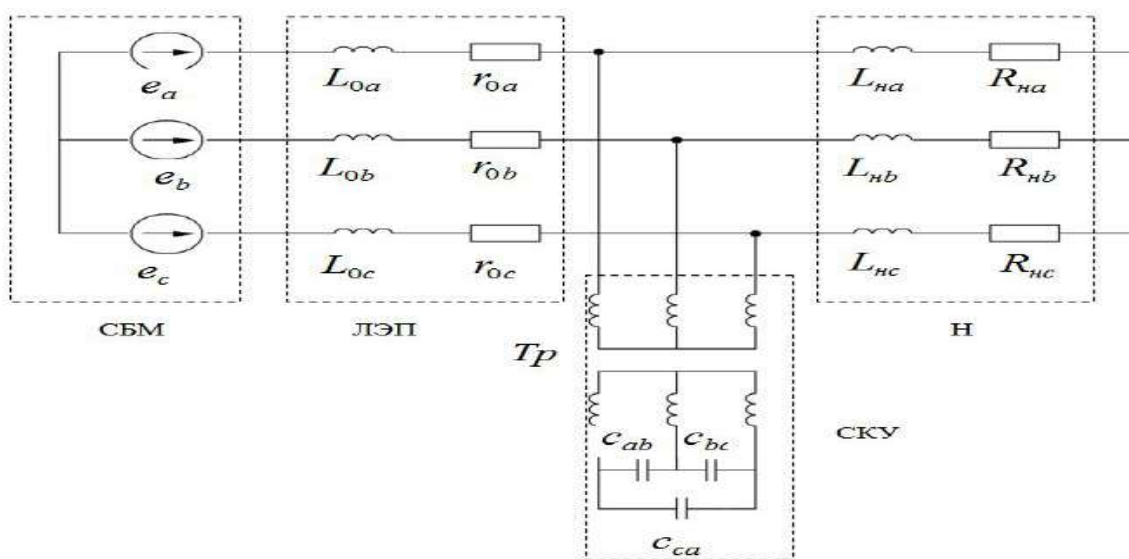 e_a
L_0a
r_0a
L_нa
R_нa
e_b
L_0b
r_0b
L_нb
R_нb
e_c
L_0c
r_0c
L_нc
R_нc
СБМ
ЛЭП
Н
Тр
c_ab
c_bc
СКУ
c_ca